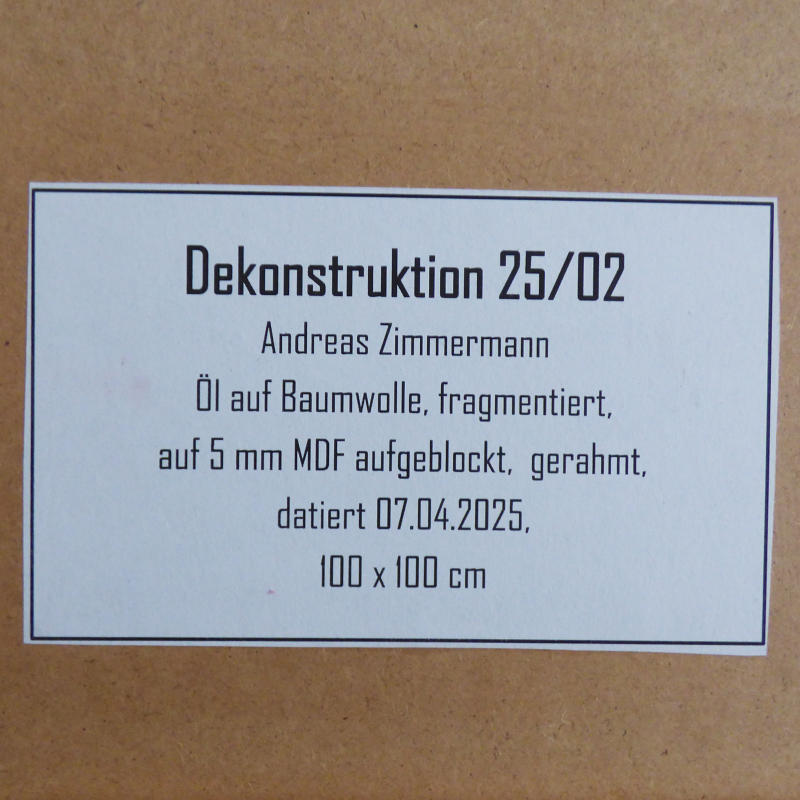 Dekonstruktion 25/02
Andreas Zimmermann
Öl auf Baumwolle, fragmentiert,
auf 5 mm MDF aufgeblockt, gerahmt,
datiert 07.04.2025,
100 x 100 cm